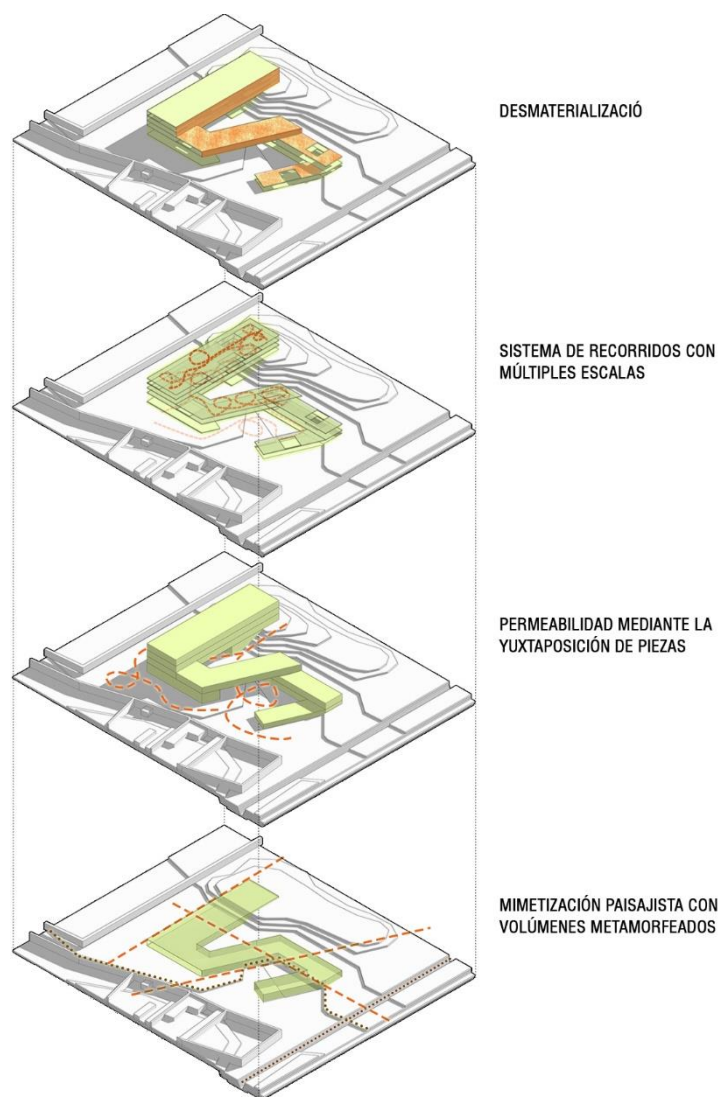 DESMATERIALIZACIÓ
SISTEMA DE RECORRIDOS CON
MÚLTIPLES ESCALAS
PERMEABILIDAD MEDIANTE LA
YUXTAPOSICIÓN DE PIEZAS
MIMETIZACIÓN PAISAJISTA CON
VOLÚMENES METAMORFEADOS